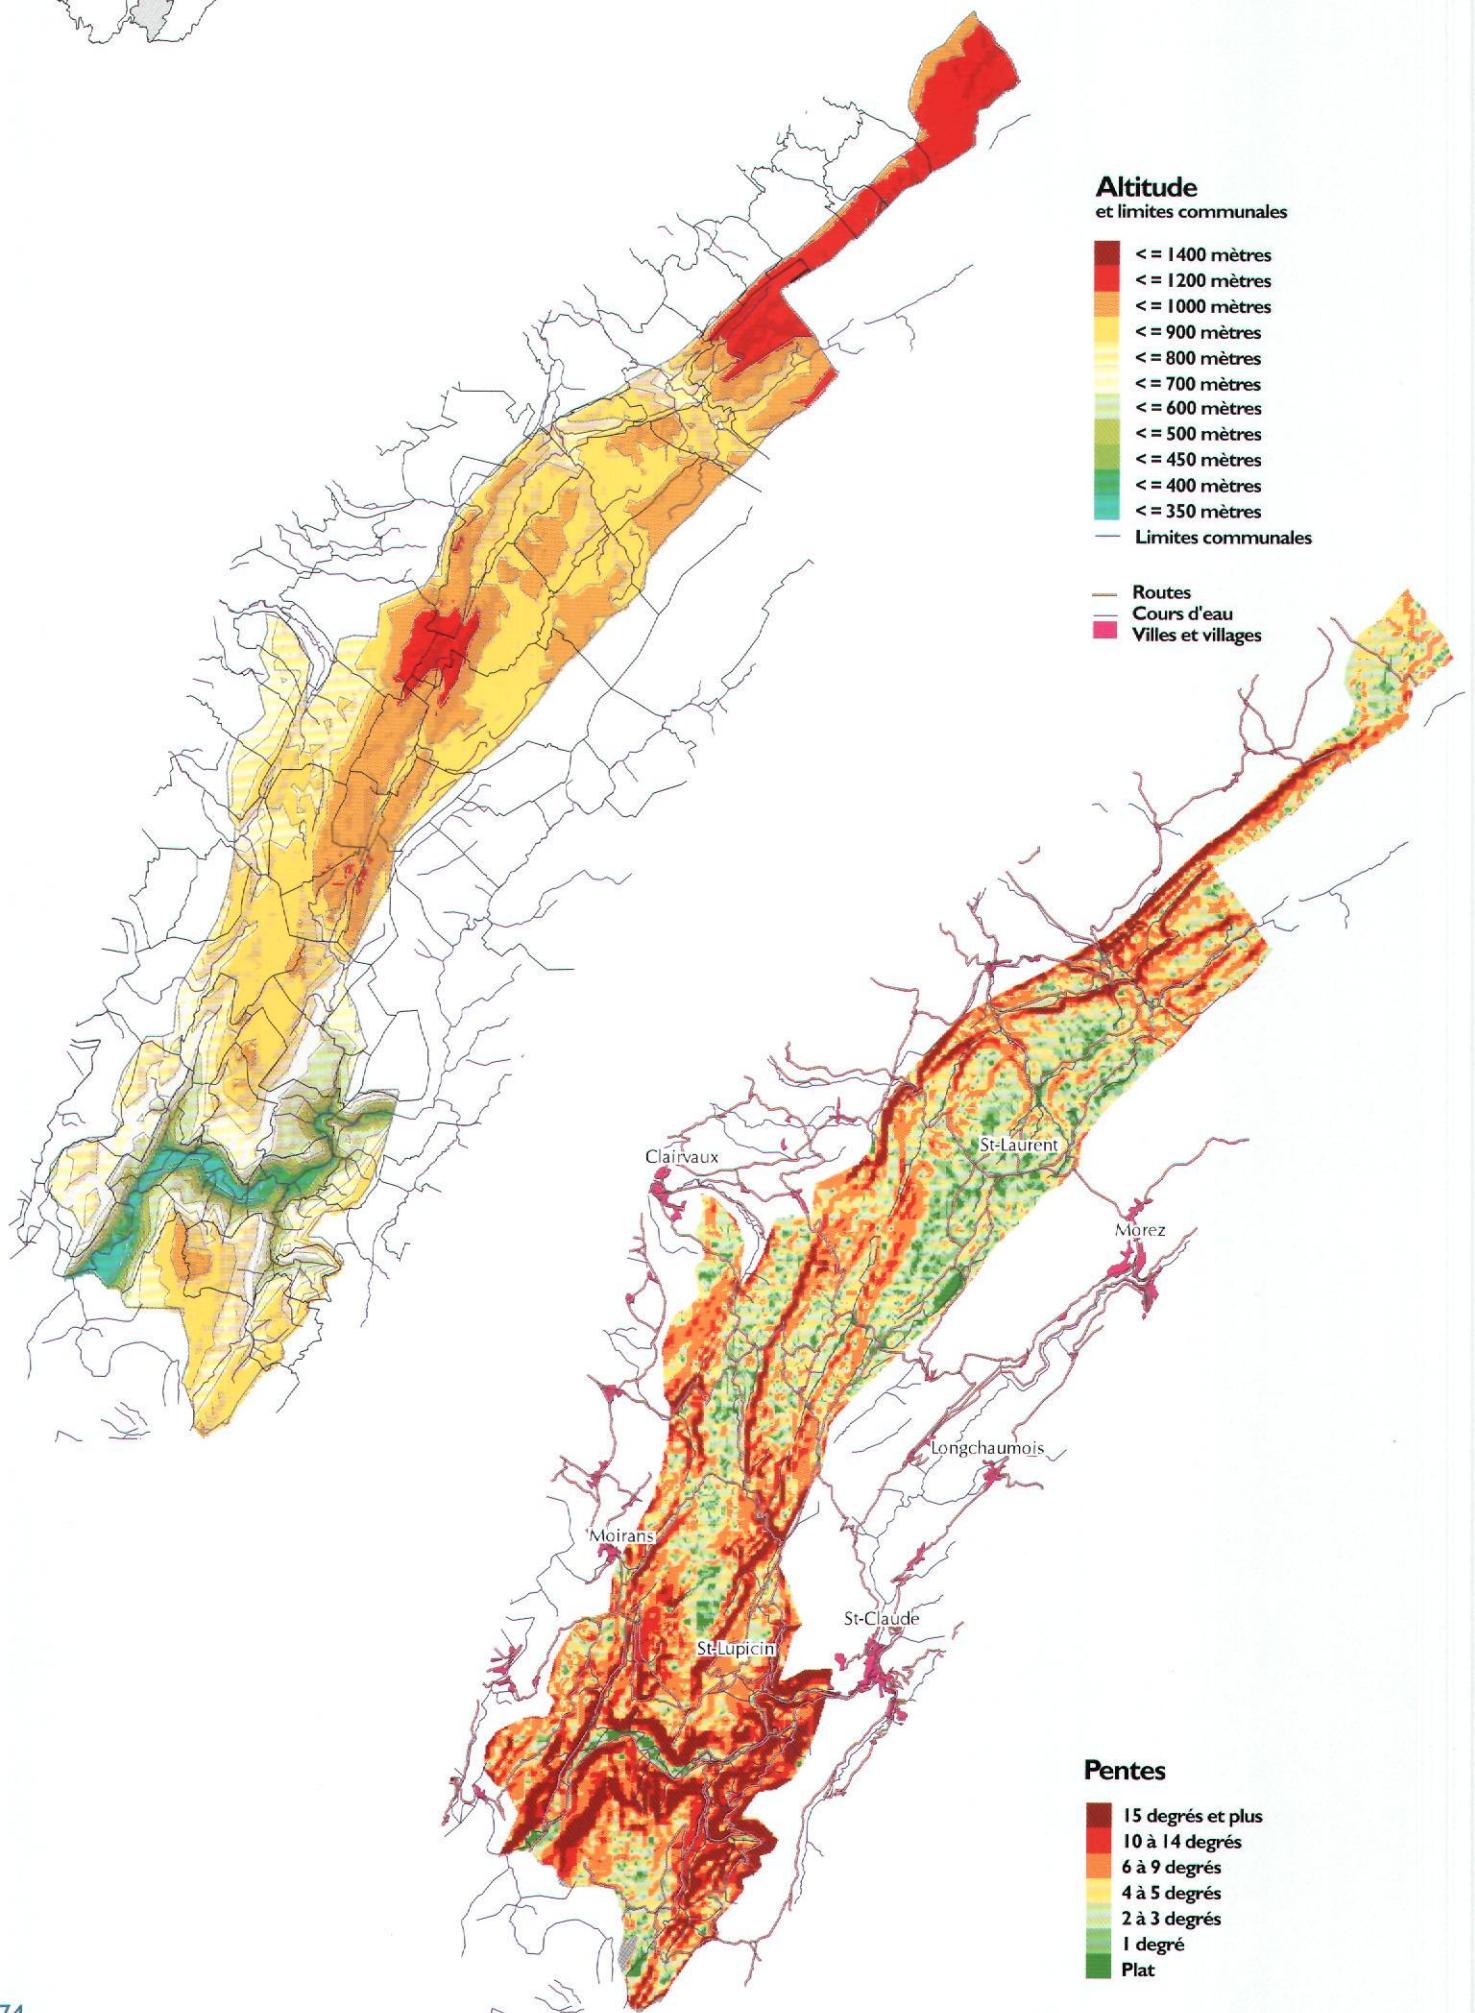 Altitude
et limites communales
< = 1400 mètres
< = 1200 mètres
< = 1000 mètres
< = 900 mètres
< = 800 mètres
< = 700 mètres
< = 600 mètres
< = 500 mètres
< = 450 mètres
< = 400 mètres
< = 350 mètres
Limites communales
Routes
Cours d'eau
Villes et villages
St-Laurent
Clairvaux
Morez
Longchaumois
Moirans
St-Claude
St-Lupicin
Pentes
15 degrés et plus
10 à 14 degrés
6 à 9 degrés
4 à 5 degrés
2 à 3 degrés
1 degré
Plat
74